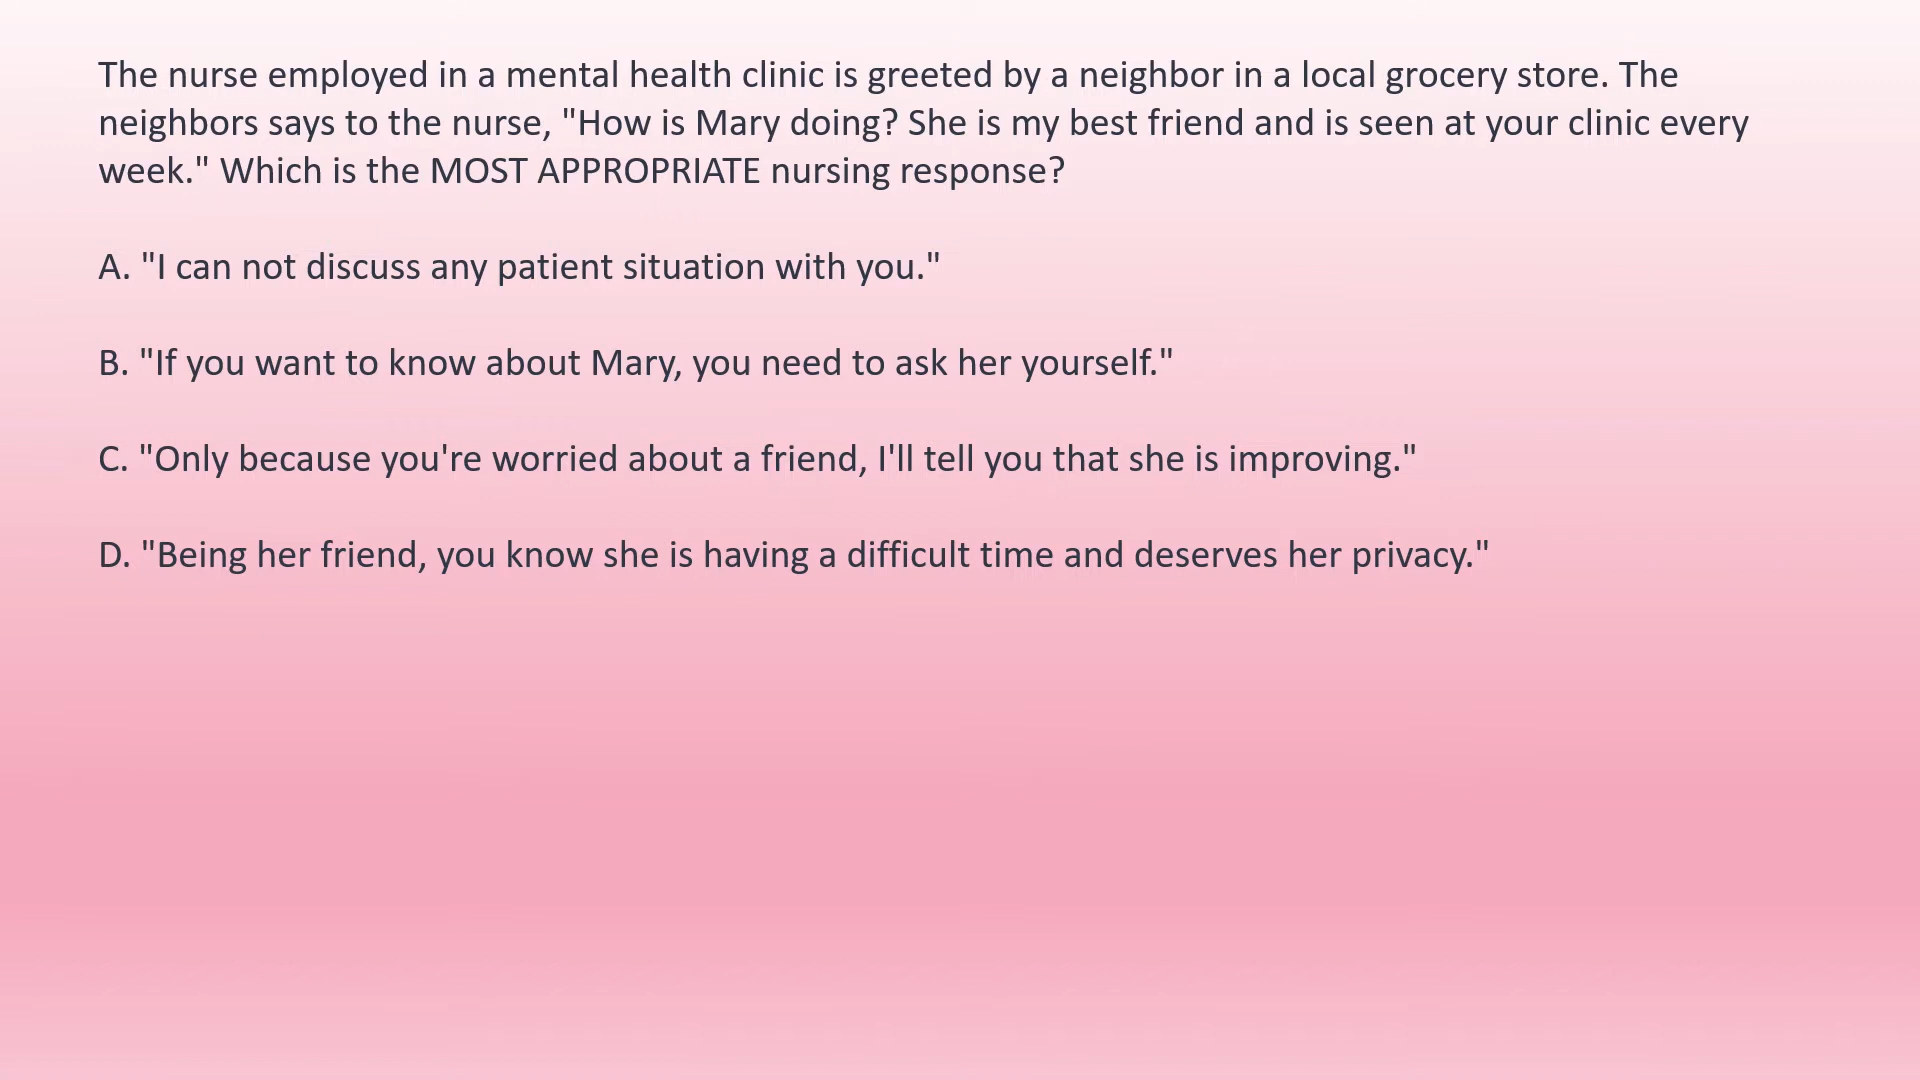 The nurse employed in a mental health clinic is greeted by a neighbor in a local grocery store. The
neighbors says to the nurse, "How is Mary doing? She is my best friend and is seen at your clinic every
week." Which is the MOST APPROPRIATE nursing response?
A. "I can not discuss any patient situation with you."
B. "If you want to know about Mary, you need to ask her yourself."
C. "Only because you're worried about a friend, I'll tell you that she is improving."
D. "Being her friend, you know she is having a difficult time and deserves her privacy."